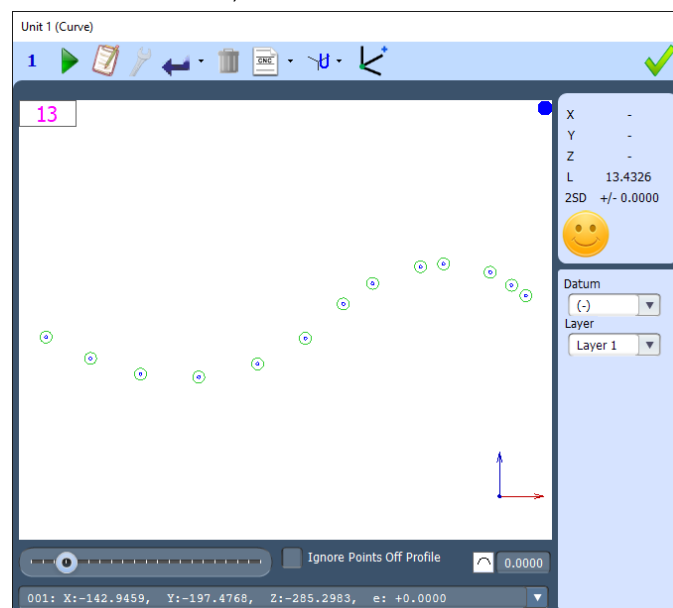 Unit 1 (Curve)
1
CNC
13
X -
Y -
Z -
L 13.4326
2SD +/- 0.0000
Datum
(-)
Layer
Layer 1
Ignore Points Off Profile
0.0000
001: X:-142.9459, Y:-197.4768, Z:-285.2983, e: +0.0000